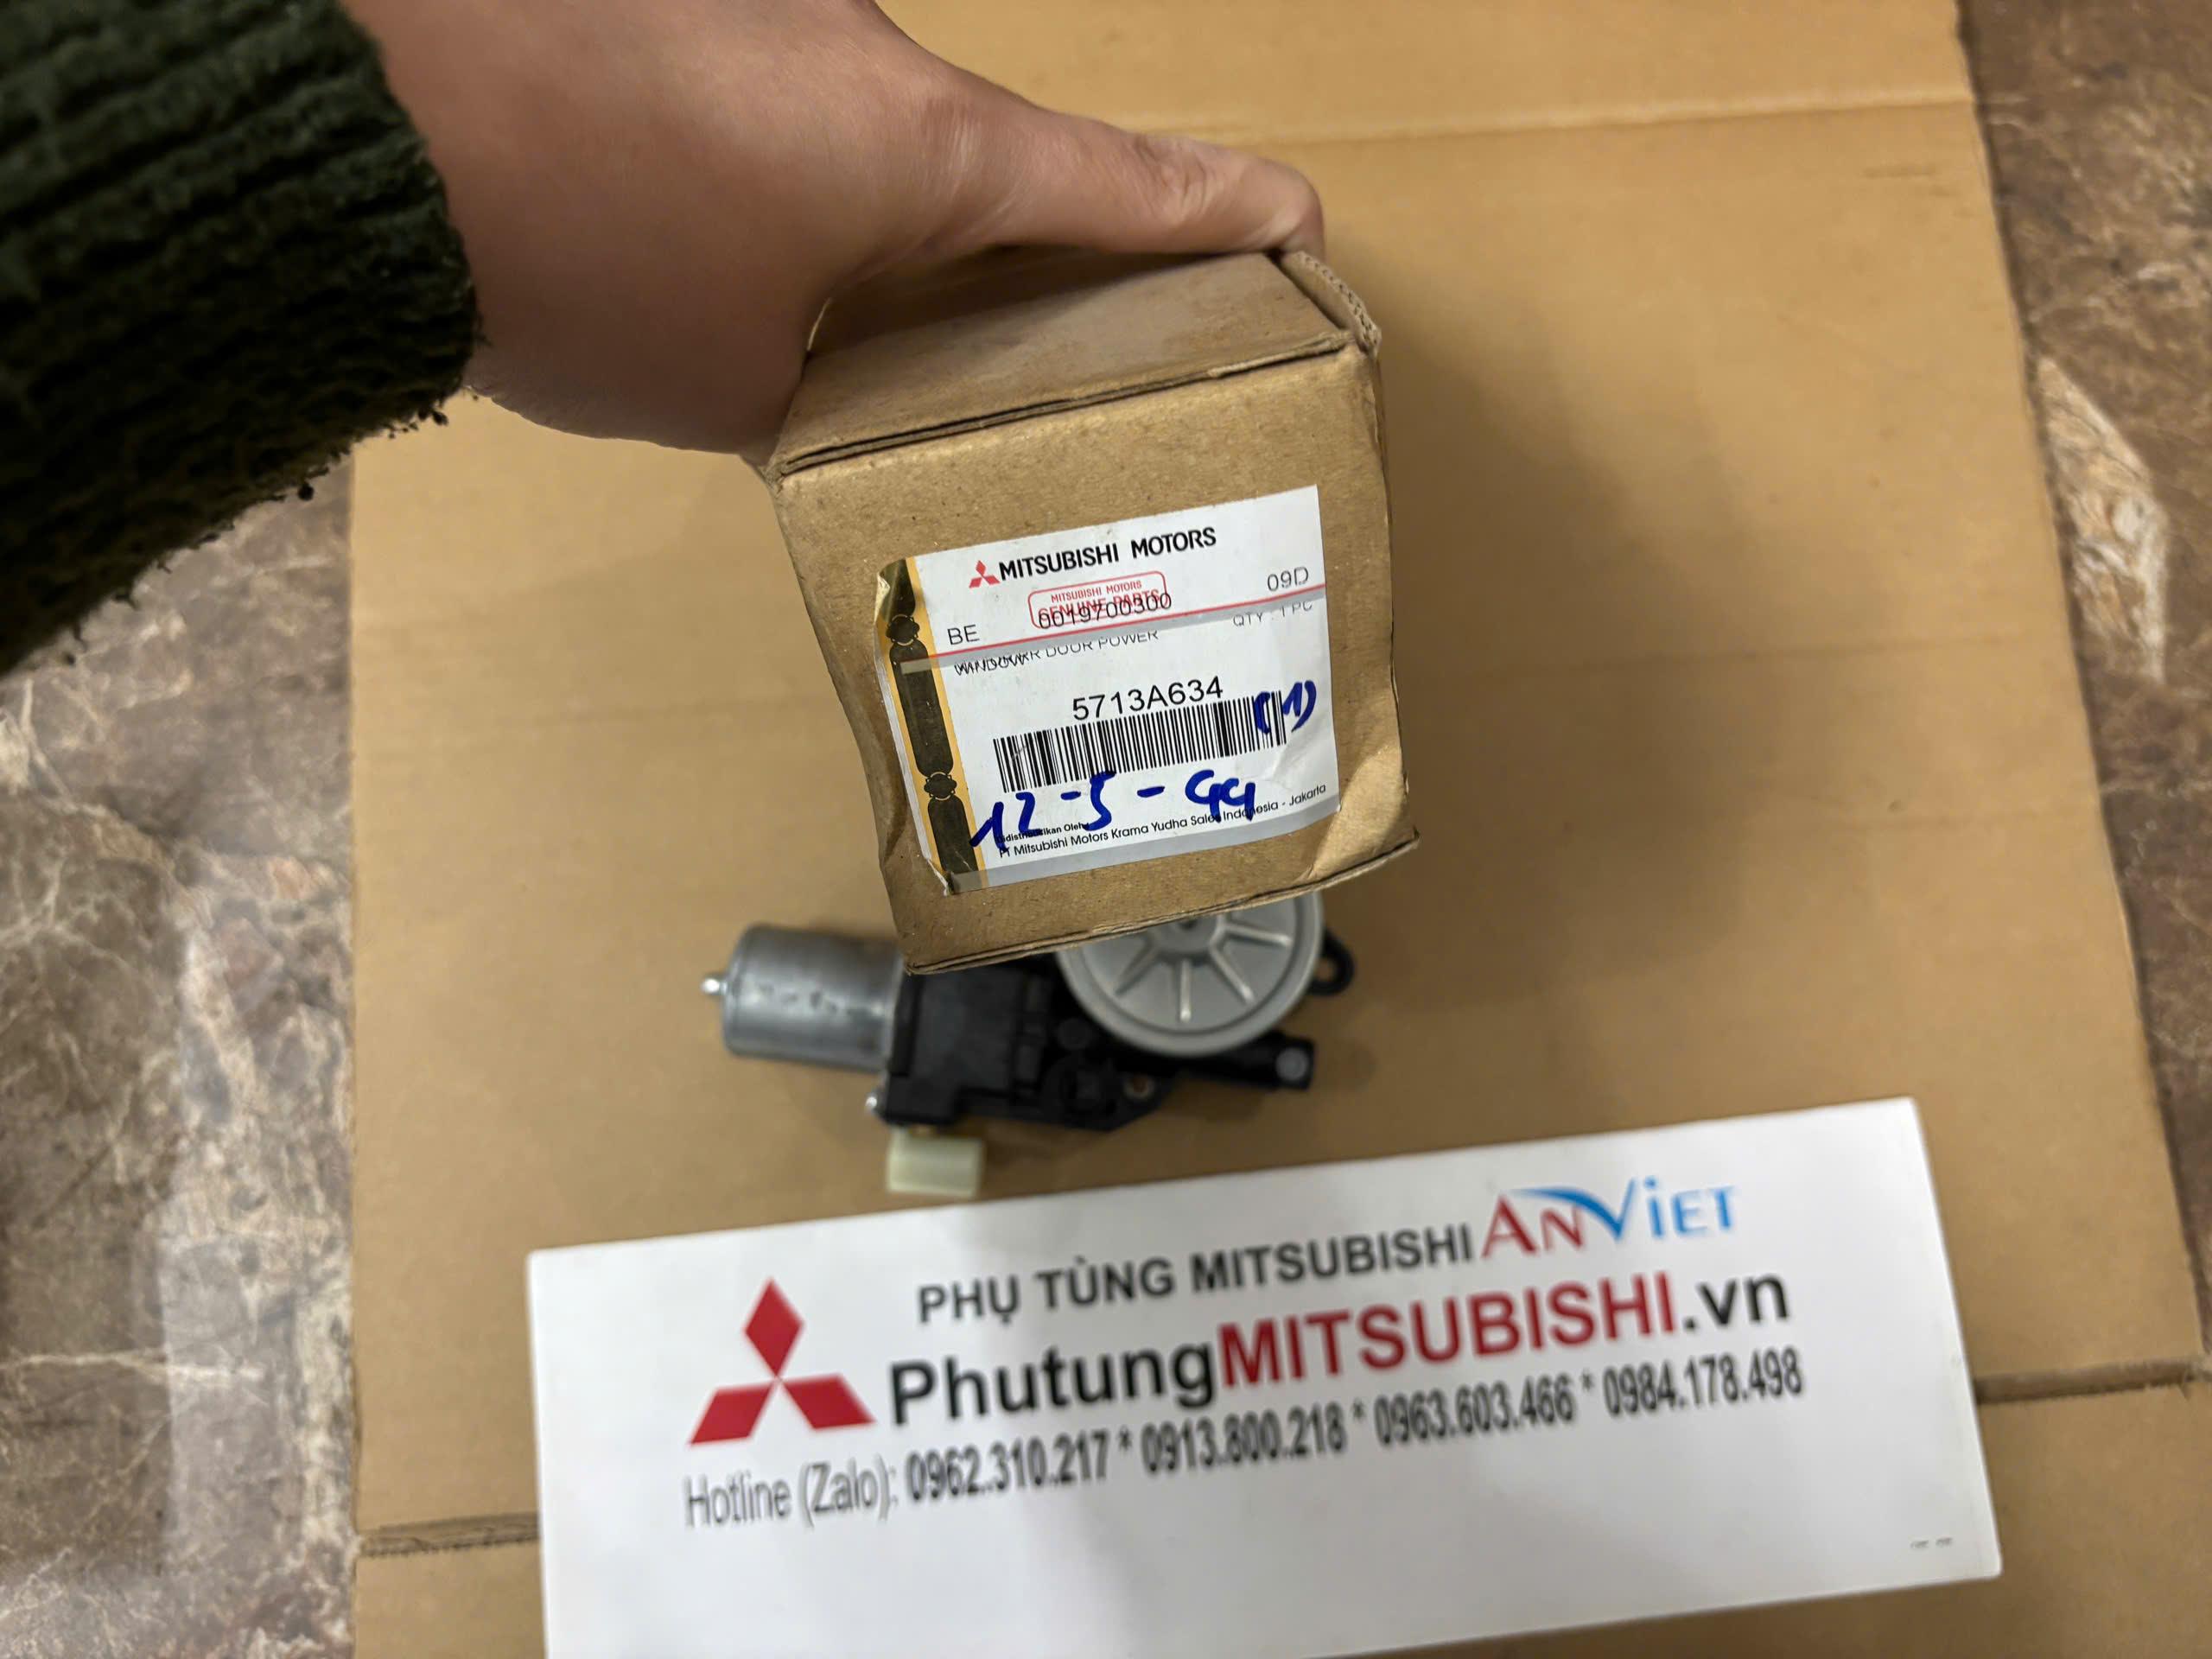 MITSUBISHI MOTORS
MITSUBISHI MOTORS
GENUINE PARTS
BE 0019700300 09D
QTY : 1 PC
DOOR POWER
WINDOW
5713A634
(1)
12-5-
Didistribusikan Oleh
PT Mitsubishi Motors Krama Yudha Sales Indonesia - Jakarta
PHỤ TÙNG MITSUBISHI ANVIET
PhutungMITSUBISHI.vn
Hotline (Zalo): 0962.310.217 * 0913.800.218 * 0963.603.466 * 0984.178.498